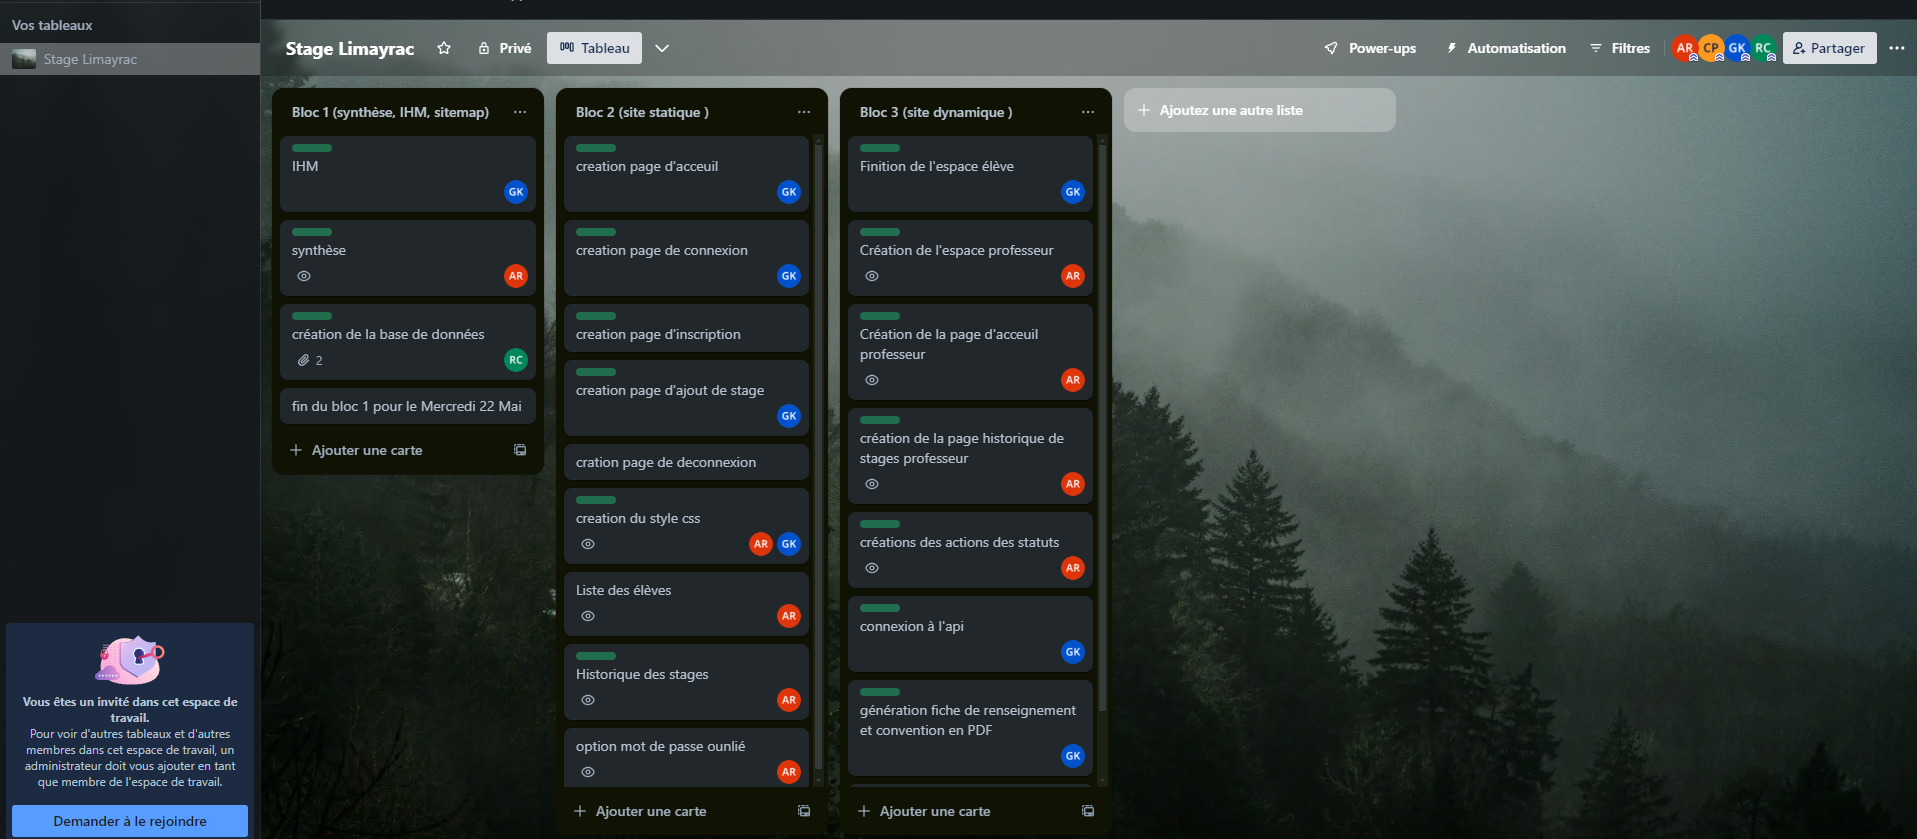 Vos tableaux
Stage Limayrac
Stage Limayrac
Privé
Tableau
Power-ups
Automatisation
Filtres
AR
CP
GK
RC
Partager
Bloc 1 (synthèse, IHM, sitemap)
IHM
GK
synthèse
AR
création de la base de données
2
RC
fin du bloc 1 pour le Mercredi 22 Mai
Ajouter une carte
Bloc 2 (site statique )
creation page d'acceuil
GK
creation page de connexion
GK
creation page d'inscription
creation page d'ajout de stage
GK
cration page de deconnexion
creation du style css
AR GK
Liste des élèves
AR
Historique des stages
AR
option mot de passe ounlié
AR
Ajouter une carte
Bloc 3 (site dynamique )
Finition de l'espace élève
GK
Création de l'espace professeur
AR
Création de la page d'acceuil
professeur
AR
création de la page historique de
stages professeur
AR
créations des actions des statuts
AR
connexion à l'api
GK
génération fiche de renseignement
et convention en PDF
GK
Ajouter une carte
Ajoutez une autre liste
Vous êtes un invité dans cet espace de
travail.
Pour voir d'autres tableaux et d'autres
membres dans cet espace de travail, un
administrateur doit vous ajouter en tant
que membre de l'espace de travail.
Demander à le rejoindre